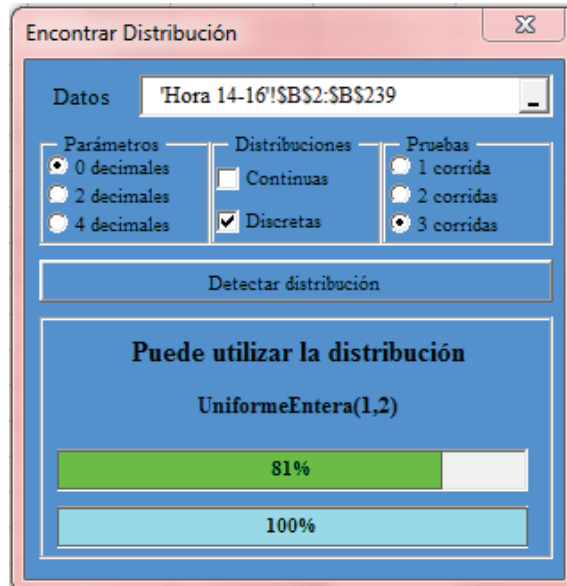 Encontrar Distribución
Datos 'Hora 14-16'!$B$2:$B$239
Parámetros
0 decimales
2 decimales
4 decimales
Distribuciones
Continuas
Discretas
Pruebas
1 corrida
2 corridas
3 corridas
Detectar distribución
Puede utilizar la distribución
UniformeEntera(1,2)
81%
100%